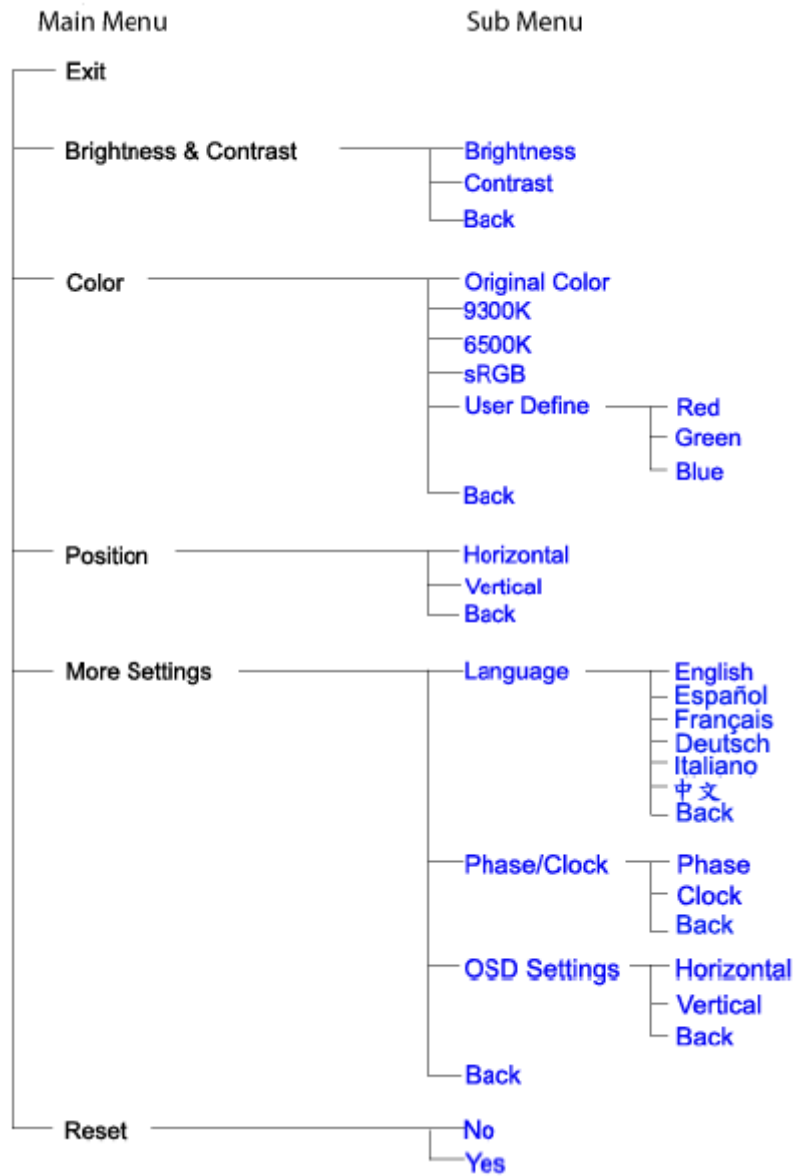 Main Menu Sub Menu
Exit
Brightness & Contrast Brightness
Contrast
Back
Color Original Color
9300K
6500K
sRGB
User Define Red
Green
Blue
Back
Position Horizontal
Vertical
Back
More Settings Language English
Español
Français
Deutsch
Italiano
中文
Back
Phase/Clock Phase
Clock
Back
OSD Settings Horizontal
Vertical
Back
Back
Reset No
Yes